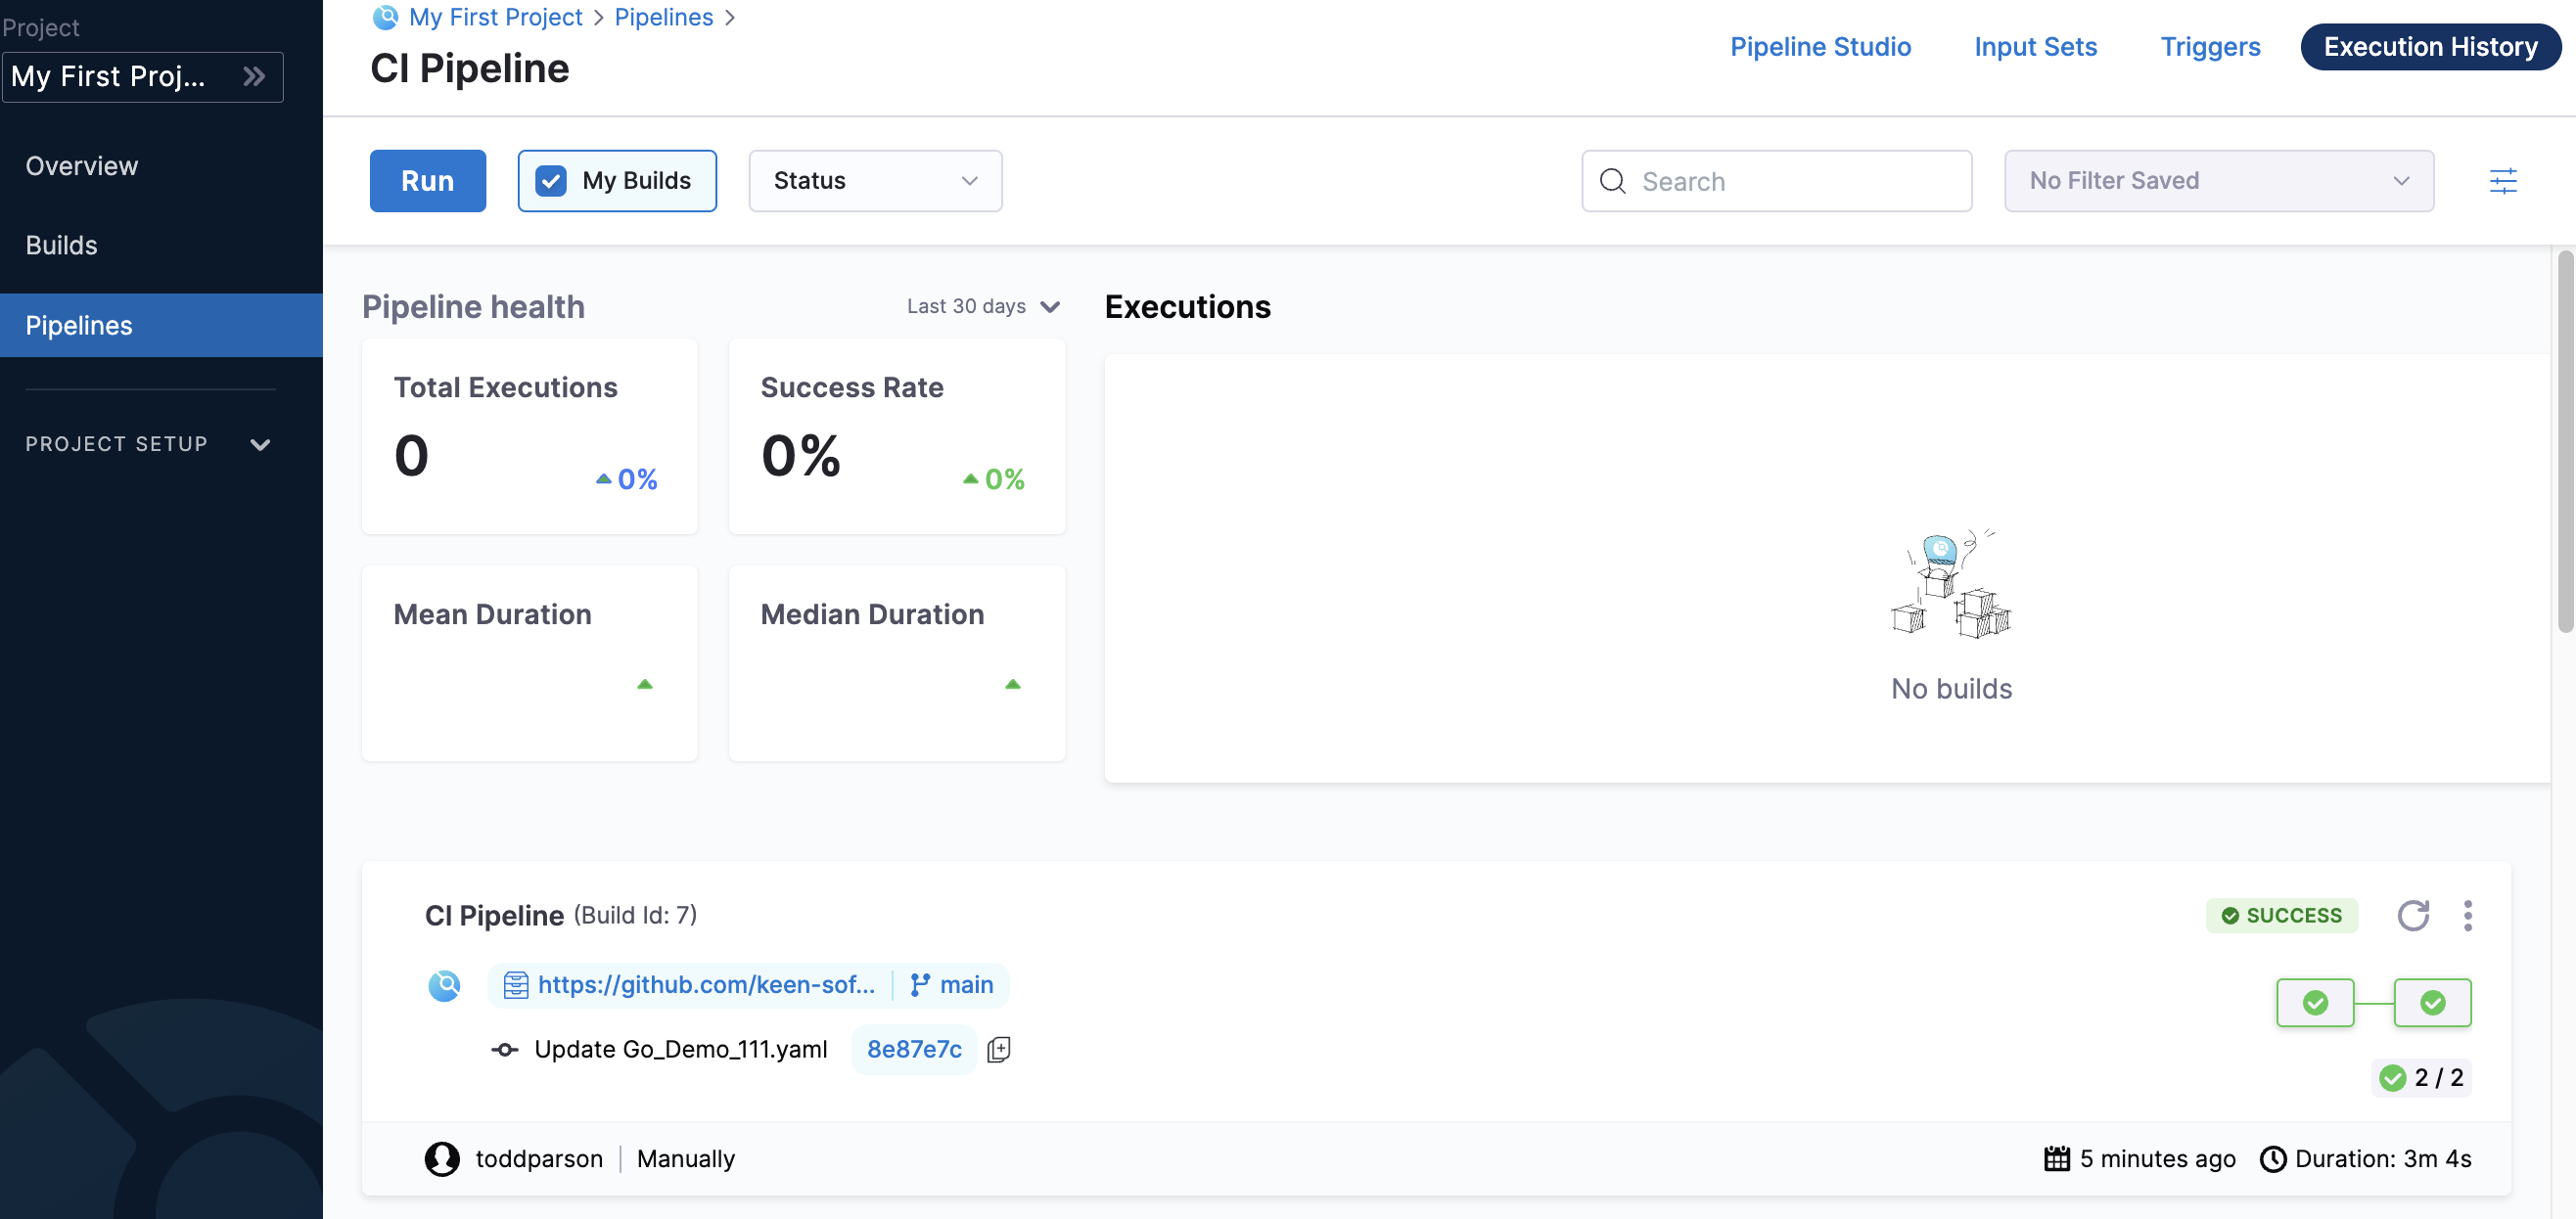 Project
My First Proj...
Overview
Builds
Pipelines
PROJECT SETUP
My First Project > Pipelines >
CI Pipeline
Pipeline Studio
Input Sets
Triggers
Execution History
Run
My Builds
Status
Search
No Filter Saved
Pipeline health
Last 30 days
Executions
Total Executions
0
0%
Success Rate
0%
0%
Mean Duration
Median Duration
No builds
CI Pipeline (Build Id: 7)
SUCCESS
https://github.com/keen-sof...
main
Update Go_Demo_111.yaml
8e87e7c
2 / 2
toddparson | Manually
5 minutes ago
Duration: 3m 4s